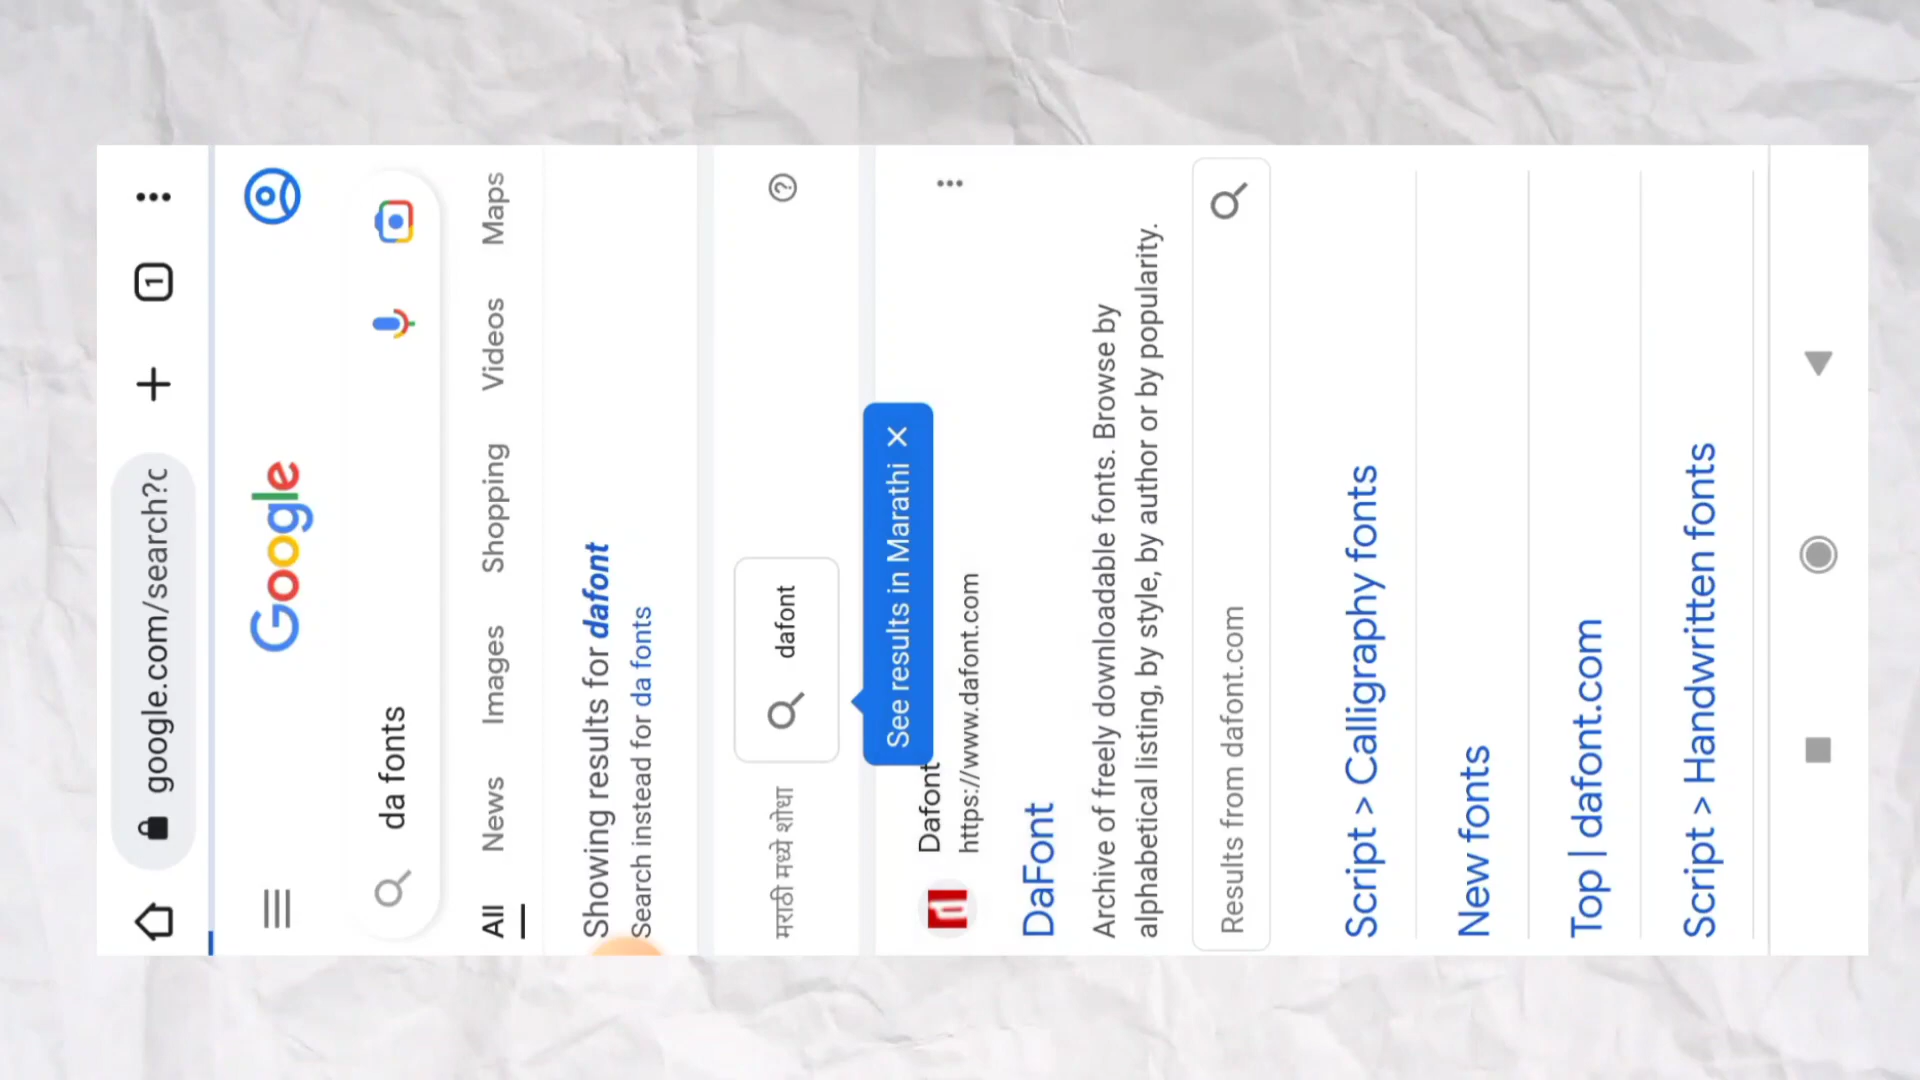 google.com/search?c
1
Google
da fonts
All News Images Shopping Videos Maps
Showing results for dafont
Search instead for da fonts
मराठी मध्ये शोधा dafont
See results in Marathi
Dafont
https://www.dafont.com
DaFont
Archive of freely downloadable fonts. Browse by
alphabetical listing, by style, by author or by popularity.
Results from dafont.com
Script > Calligraphy fonts
New fonts
Top | dafont.com
Script > Handwritten fonts